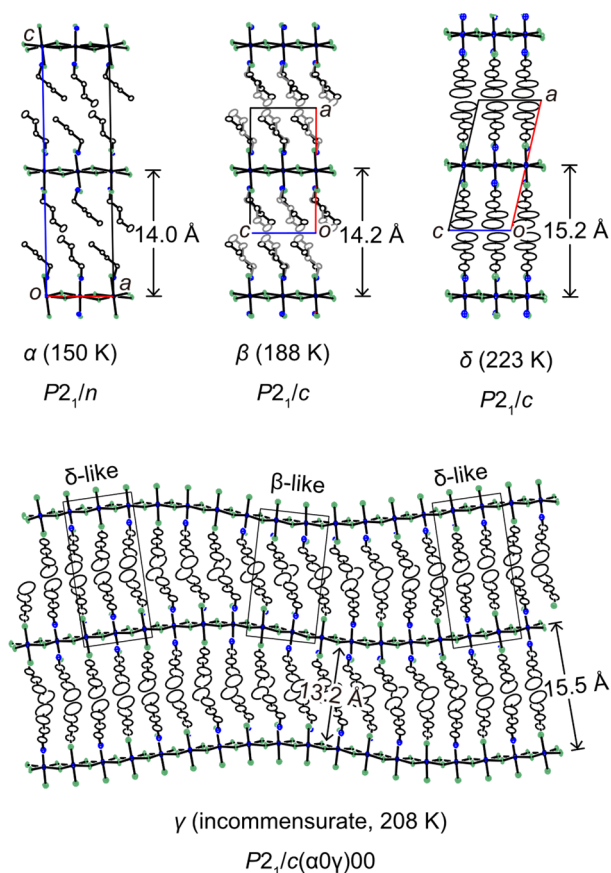 c
a
o
14.0 Å
α (150 K)
P2₁/n
a
c
o
14.2 Å
β (188 K)
P2₁/c
a
c
o
15.2 Å
δ (223 K)
P2₁/c
δ-like
β-like
δ-like
13.2 Å
15.5 Å
γ (incommensurate, 208 K)
P2₁/c(α0γ)00